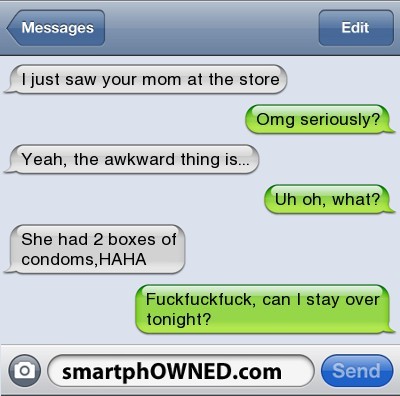 Messages
Edit
I just saw your mom at the store
Omg seriously?
Yeah, the awkward thing is...
Uh oh, what?
She had 2 boxes of
condoms,HAHA
Fuckfuckfuck, can I stay over
tonight?
smartphOWNED.com
Send